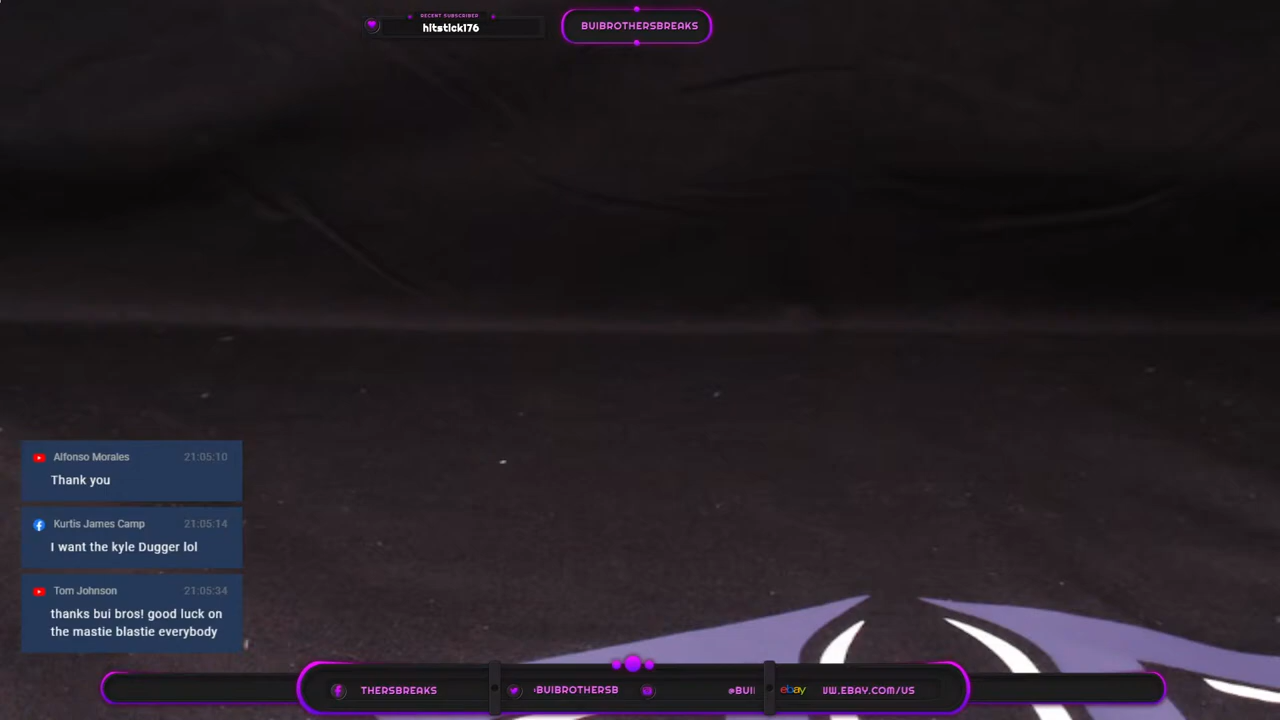 RECENT SUBSCRIBER
hitstick176
BUIBROTHERSBREAKS
Alfonso Morales 21:05:10
Thank you
Kurtis James Camp 21:05:14
I want the kyle Dugger lol
Tom Johnson 21:05:34
thanks bui bros! good luck on
the mastie blastie everybody
THERSBREAKS
BUIBROTHERSB
@BUI
ebay
WW.EBAY.COM/US